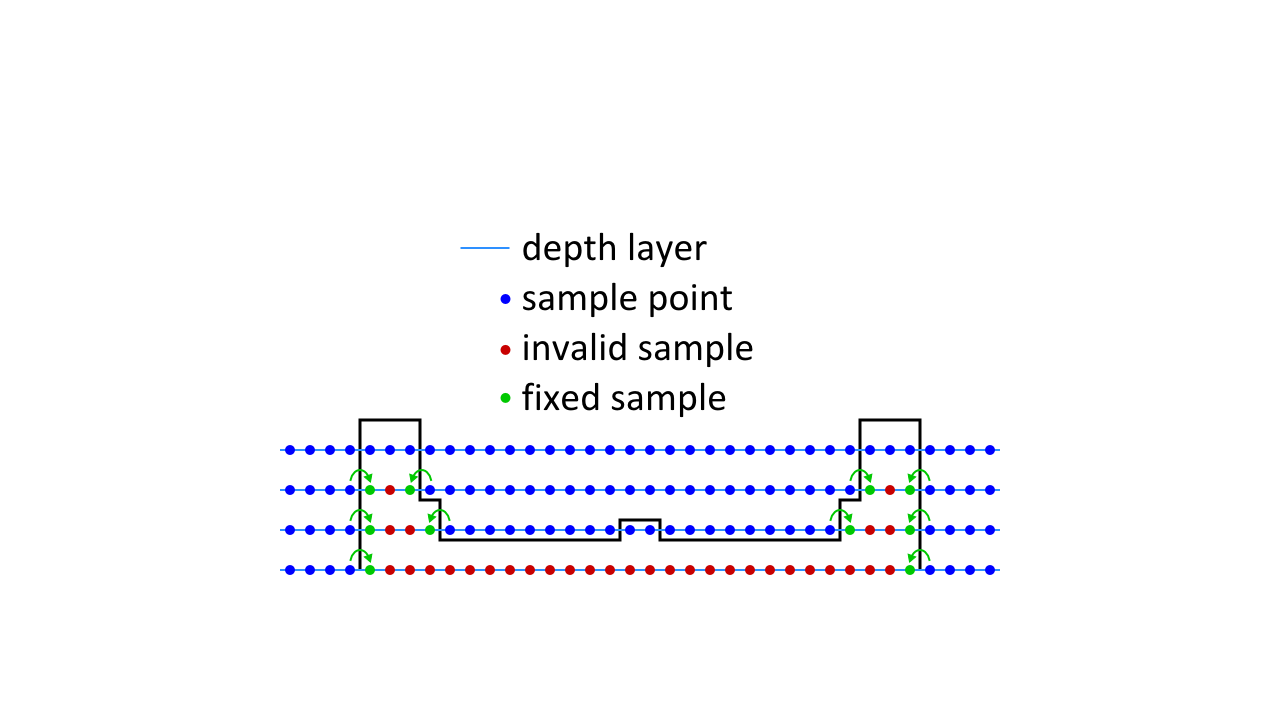 depth layer
sample point
invalid sample
fixed sample